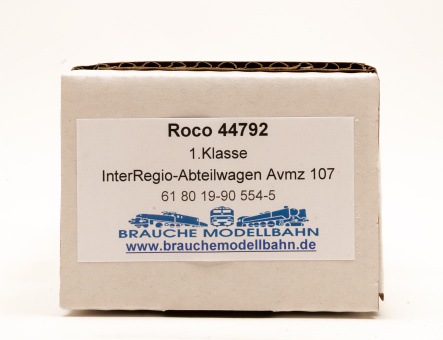 Roco 44792
1.Klasse
InterRegio-Abteilwagen Avmz 107
61 80 19-90 554-5
BRAUCHE MODELLBAHN
www.brauchemodellbahn.de